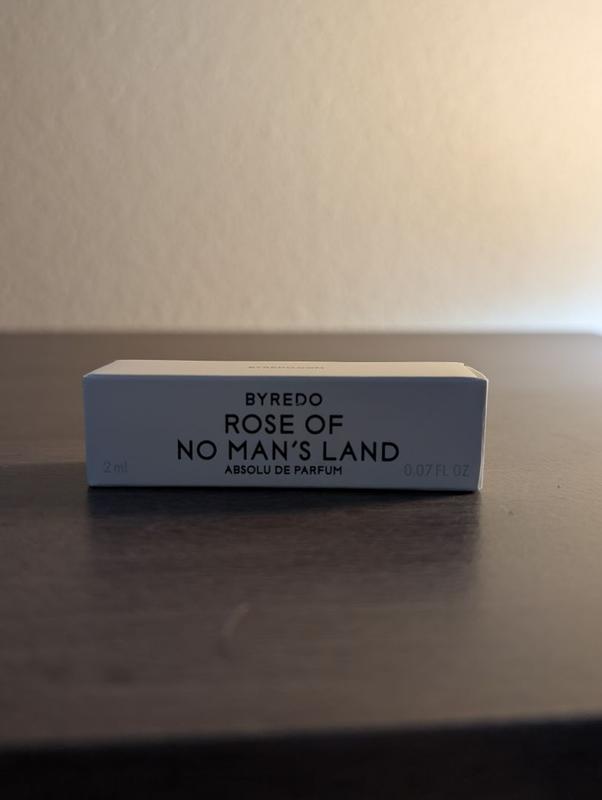 BYREDO
ROSE OF
NO MAN'S LAND
ABSOLU DE PARFUM
2 ml
0.07 FL OZ